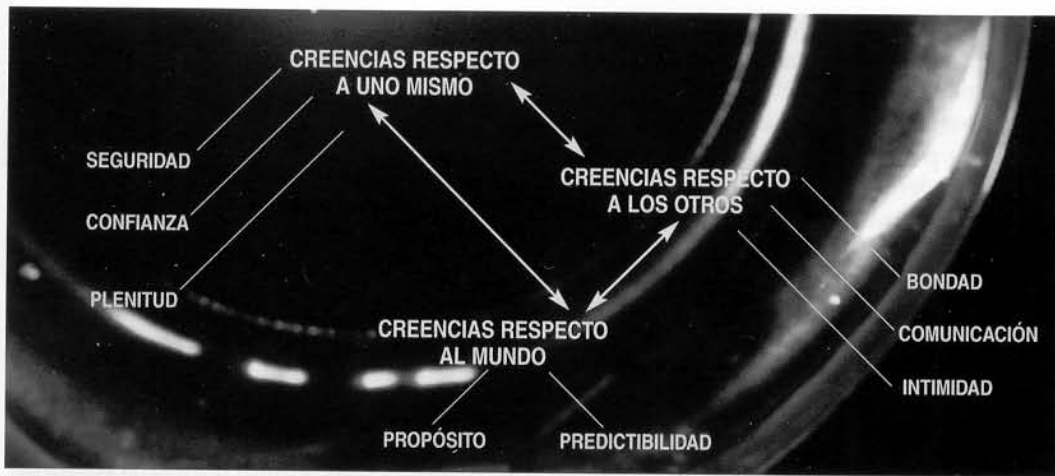 CREENCIAS RESPECTO
A UNO MISMO
SEGURIDAD
CONFIANZA
PLENITUD
CREENCIAS RESPECTO
A LOS OTROS
BONDAD
COMUNICACIÓN
INTIMIDAD
CREENCIAS RESPECTO
AL MUNDO
PROPÓSITO
PREDICTIBILIDAD